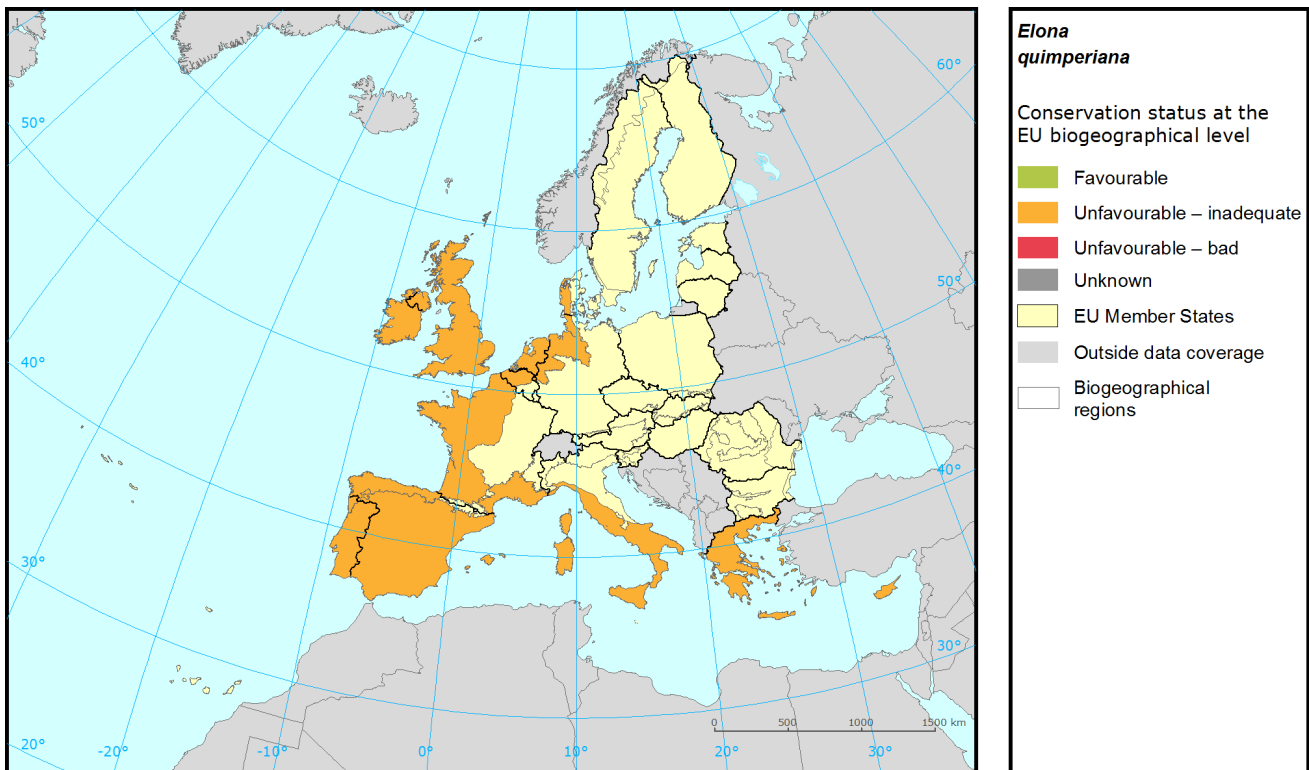 Elona
quimperiana
Conservation status at the
EU biogeographical level
Favourable
Unfavourable – inadequate
Unfavourable – bad
Unknown
EU Member States
Outside data coverage
Biogeographical
regions
60°
50°
50°
40°
40°
30°
30°
20°
-20°
-10°
0°
10°
20°
30°
0 500 1000 1500 km